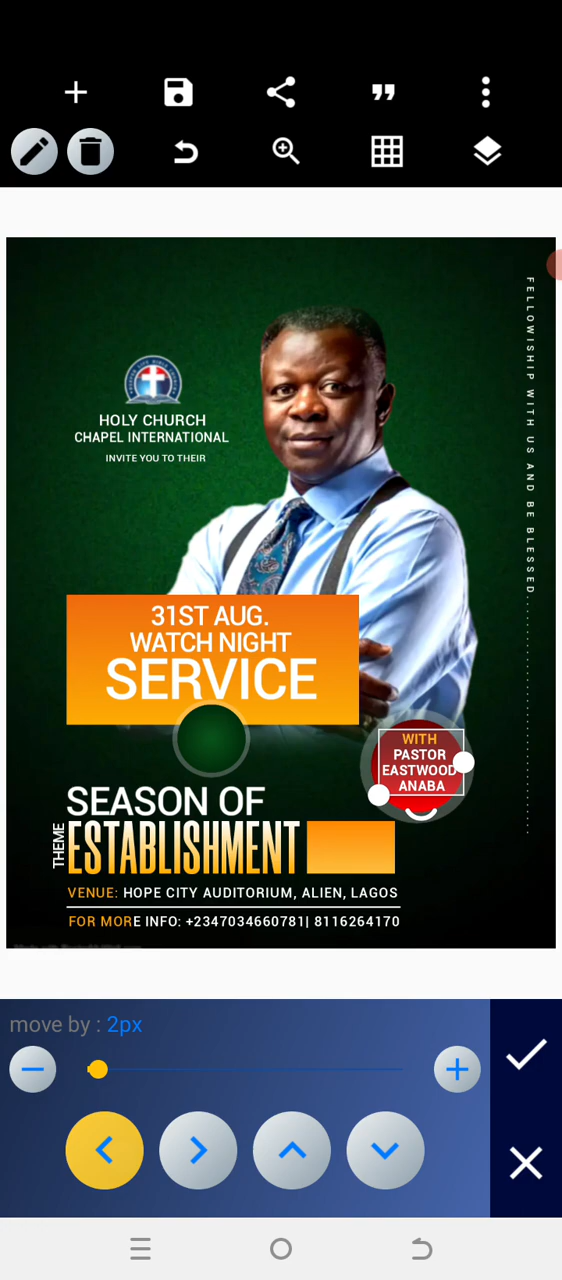 HOLY CHURCH
CHAPEL INTERNATIONAL
INVITE YOU TO THEIR
FELLOWISHIP WITH US AND BE BLESSED
31ST AUG.
WATCH NIGHT
SERVICE
WITH
PASTOR
EASTWOOD
ANABA
SEASON OF
THEME
ESTABLISHMENT
VENUE: HOPE CITY AUDITORIUM, ALIEN, LAGOS
FOR MORE INFO: +2347034660781| 8116264170
move by : 2px